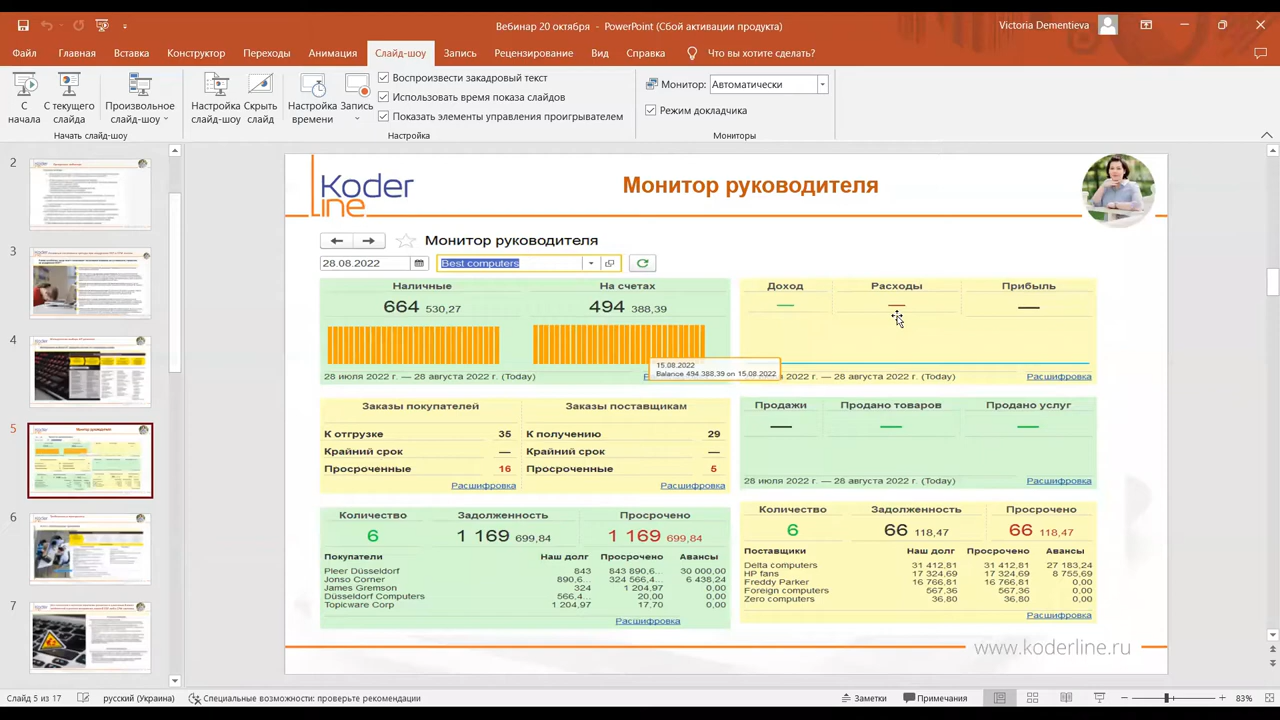 Вебинар 20 октября - PowerPoint (Сбой активации продукта)
Victoria Dementieva
Файл Главная Вставка Конструктор Переходы Анимация Слайд-шоу Запись Рецензирование Вид Справка Что вы хотите сделать?
С начала
С текущего слайда
Произвольное слайд-шоу
Начать слайд-шоу
Настройка слайд-шоу
Скрыть слайд
Настройка времени
Запись
Воспроизвести закадровый текст
Использовать время показа слайдов
Показать элементы управления проигрывателем
Настройка
Монитор: Автоматически
Режим докладчика
Мониторы
2
3
4
5
6
7
Koder line
Монитор руководителя
Монитор руководителя
28.08.2022 Best computers
Наличные На счетах
664 530,27 494 388,39
15.08.2022
Balance 494 388,39 on 15.08.2022
28 июля 2022 г. — 28 августа 2022 г. (Today)
Доход Расходы Прибыль
— — —
2022 г. — 28 августа 2022 г. (Today) Расшифровка
Заказы покупателей Заказы поставщикам
К отгрузке 35 К получению 29
Крайний срок — Крайний срок —
Просроченные 16 Просроченные 5
Расшифровка Расшифровка
Продажи Продано товаров Продано услуг
— — —
28 июля 2022 г. — 28 августа 2022 г. (Today) Расшифровка
Количество Задолженность Просрочено
6 1 169 699,84 1 169 699,84
Покупатели Наш долг Просрочено Авансы
Pleer Düsseldorf 843 843 890,6... 30 000,00
Jonso Corner 890,6... 324 566,4... 6 438,24
James Gremson 324 1 204,97 0,00
Düsseldorf Computers 566,4... 20,00 0,00
Topicware Corp 1 204,97 17.70 0,00
Расшифровка
Количество Задолженность Просрочено
6 66 118,47 66 118,47
Поставщики Наш долг Просрочено Авансы
Delta computers 31 412,81 31 412,81 27 183,24
HP fans 17 324,69 17 324,69 8 755,69
Freddy Parker 16 766,81 16 766,81 0,00
Foreign computers 567,36 567,36 0,00
Zero computers 36,80 36,80 0,00
Расшифровка
www.koderline.ru
Слайд 5 из 17 русский (Украина) Специальные возможности: проверьте рекомендации Заметки Примечания 83%